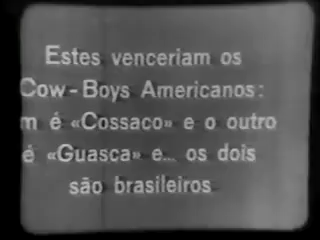 Estes venceriam os
Cow-Boys Americanos:
m é «Cossaco» e o outro
é «Guasca» e... os dois
são brasileiros